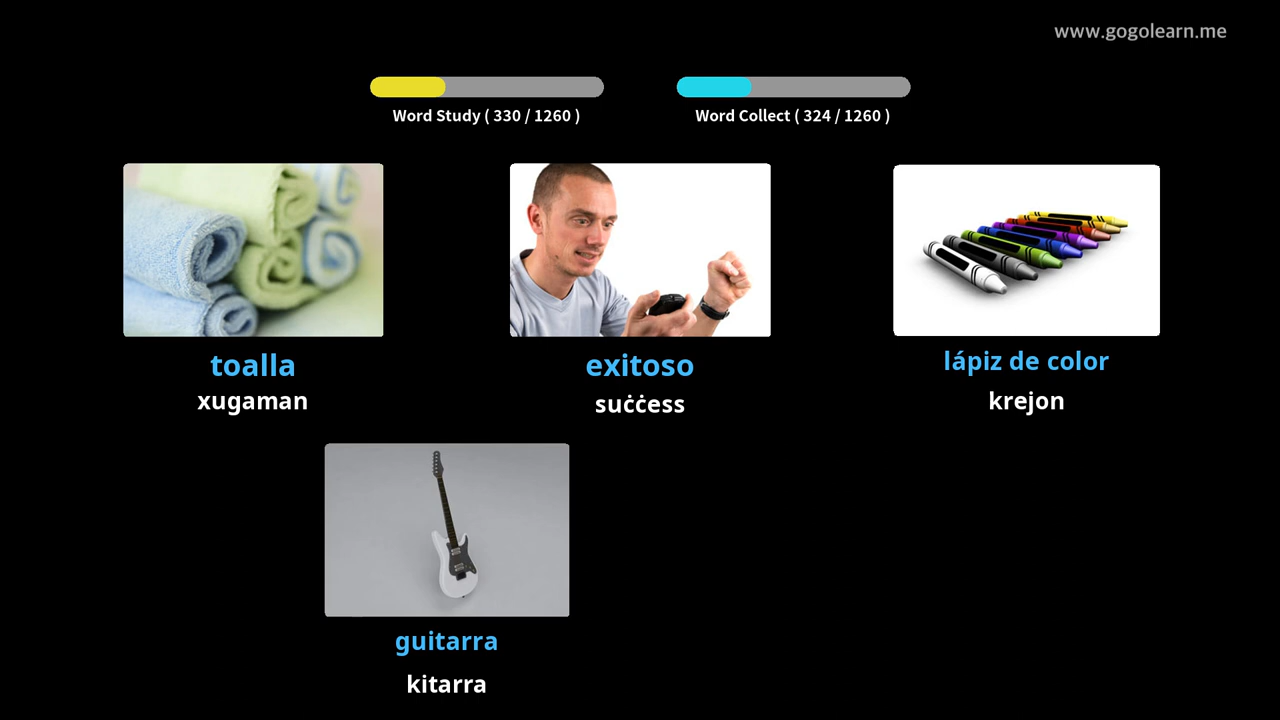 www.gogolearn.me
Word Study ( 330 / 1260 )
Word Collect ( 324 / 1260 )
toalla
xugaman
exitoso
suċċess
lápiz de color
krejon
guitarra
kitarra